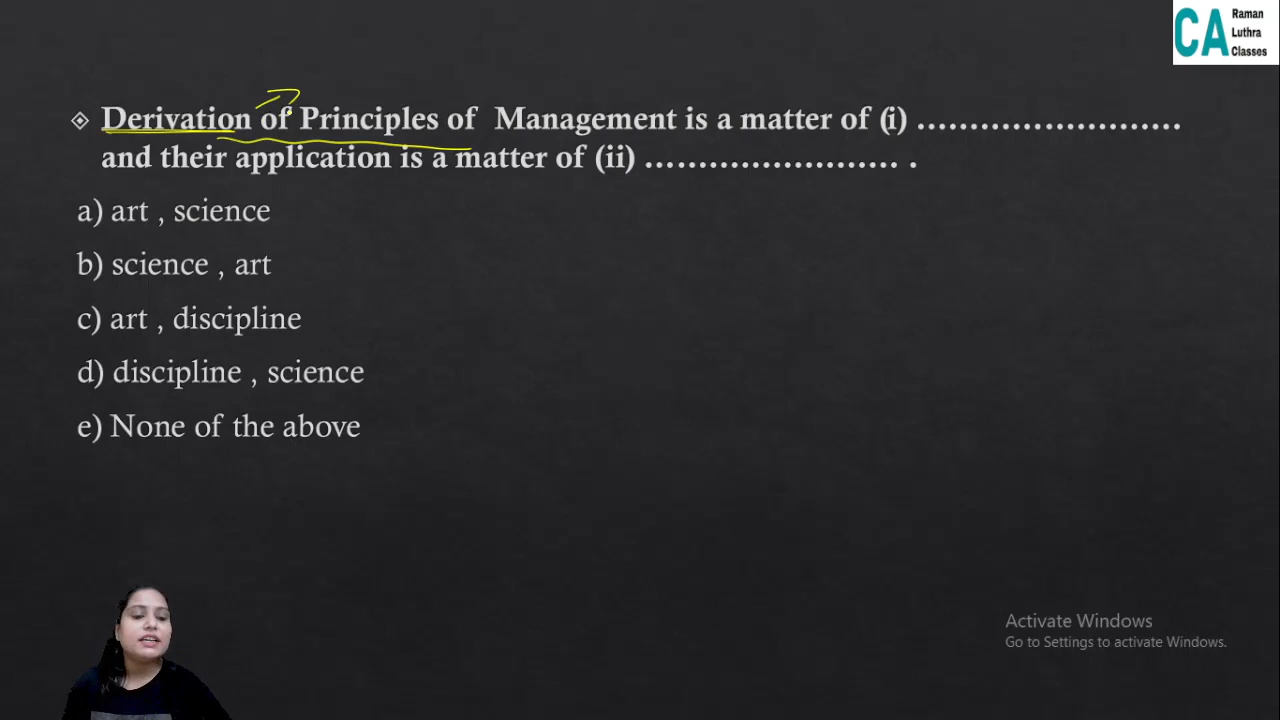 CA Raman
Luthra
Classes
Derivation of Principles of Management is a matter of (i) .........................
and their application is a matter of (ii) ........................ .
a) art , science
b) science , art
c) art , discipline
d) discipline , science
e) None of the above
Activate Windows
Go to Settings to activate Windows.